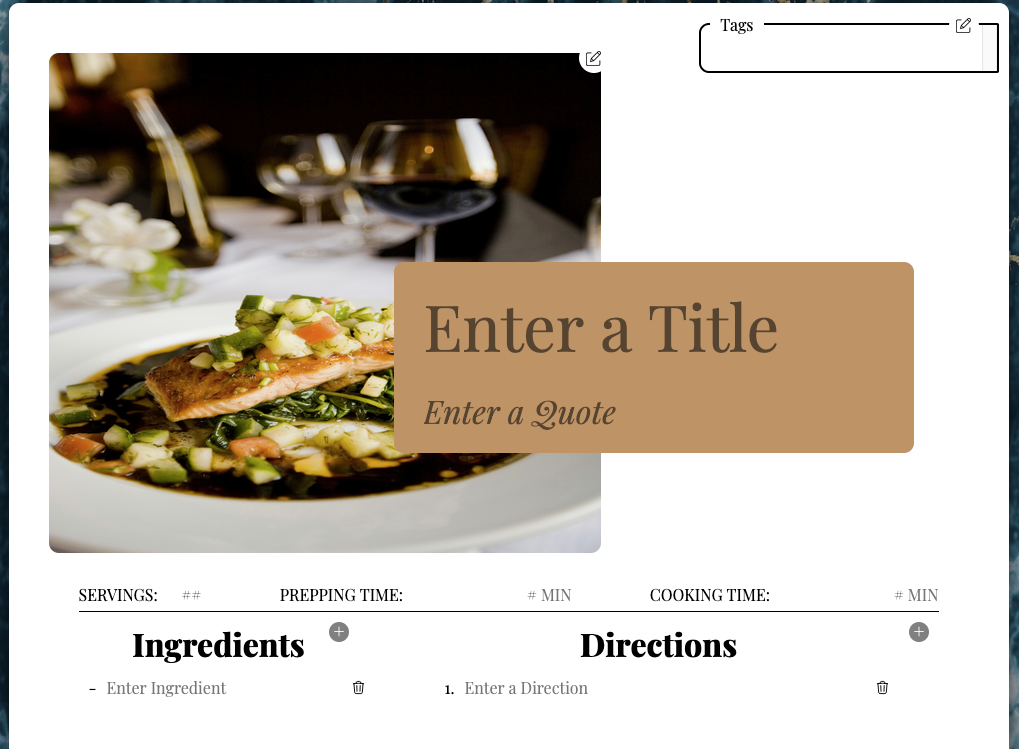 Tags
Enter a Title
Enter a Quote
SERVINGS: ## PREPPING TIME: # MIN COOKING TIME: # MIN
Ingredients Directions
- Enter Ingredient 1. Enter a Direction